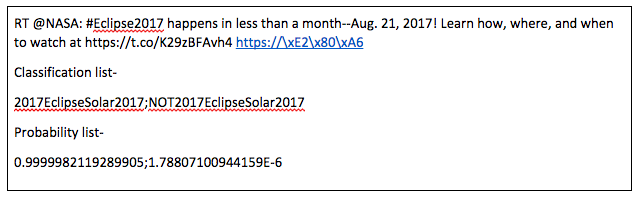 RT @NASA: #Eclipse2017 happens in less than a month--Aug. 21, 2017! Learn how, where, and when
to watch at https://t.co/K29zBFAvh4 https://\xE2\x80\xA6
Classification list-
2017EclipseSolar2017;NOT2017EclipseSolar2017
Probability list-
0.9999982119289905;1.78807100944159E-6